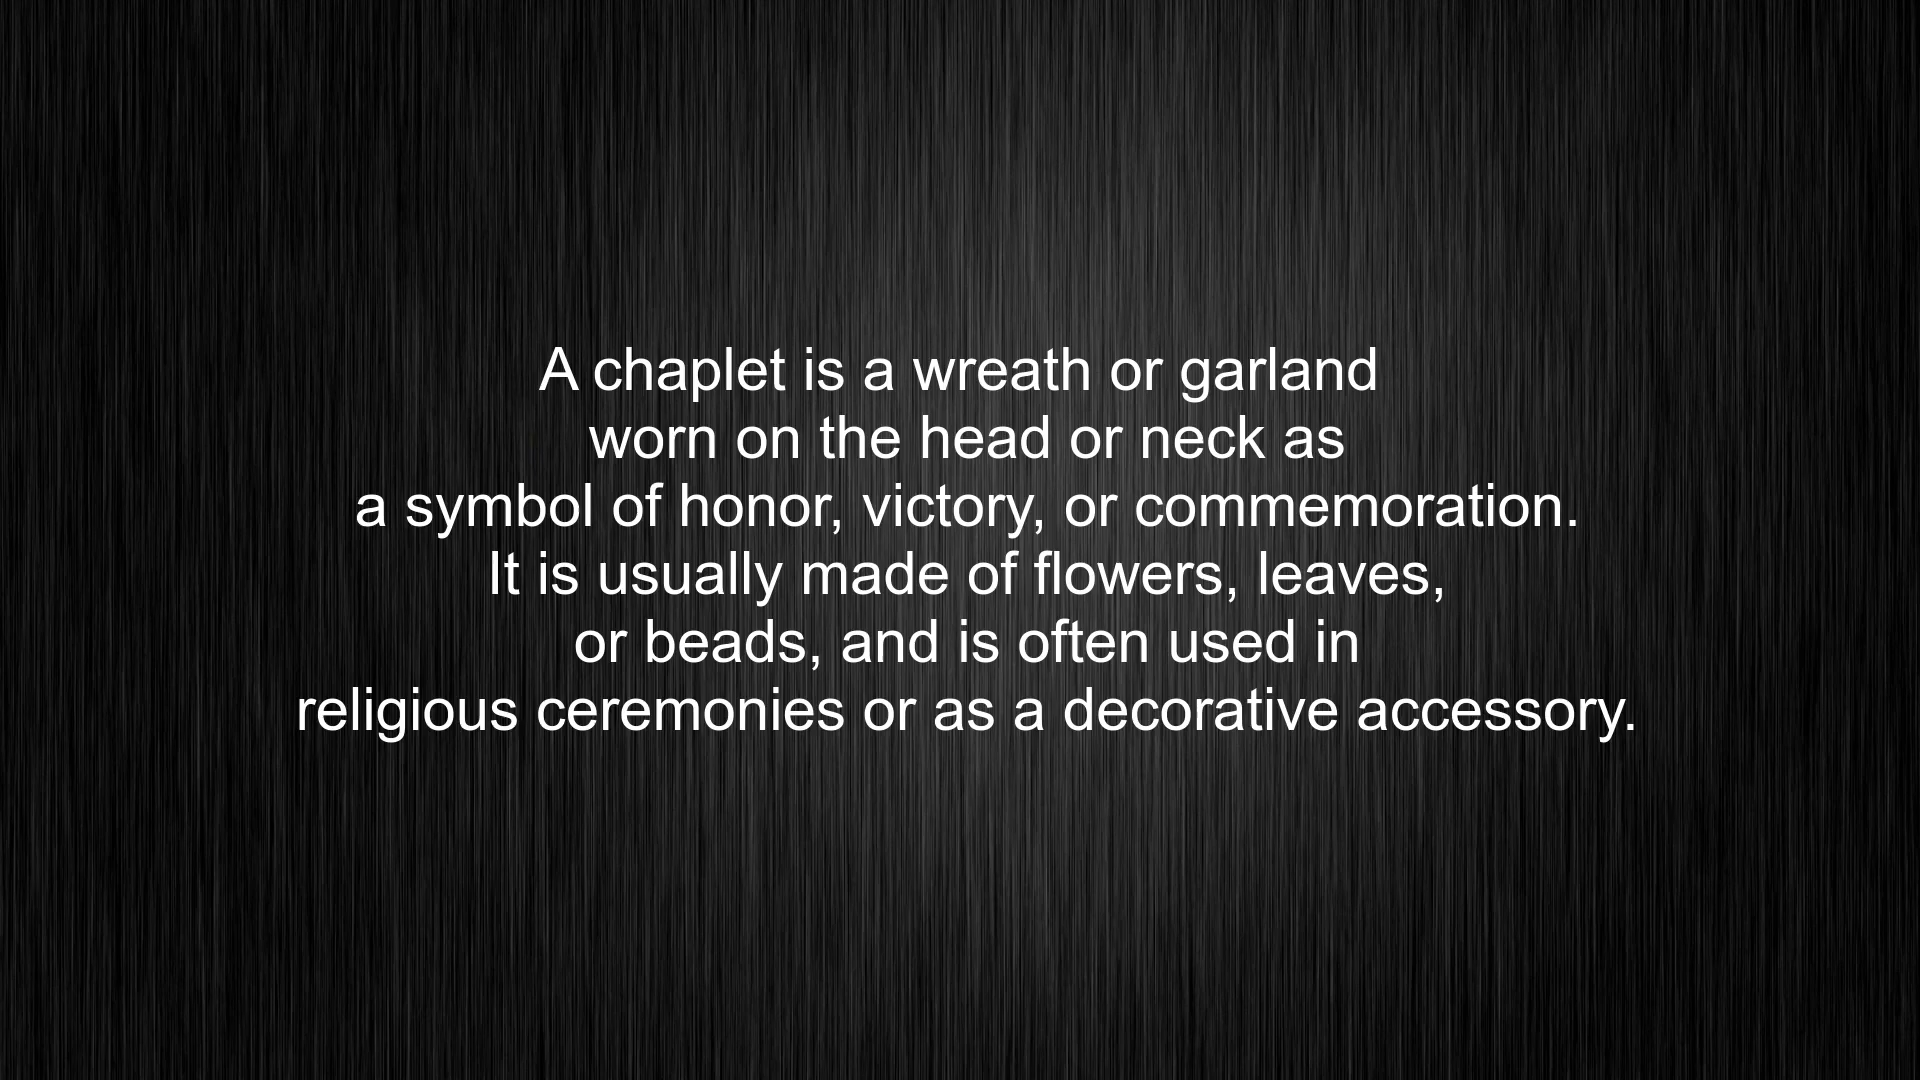 A chaplet is a wreath or garland
worn on the head or neck as
a symbol of honor, victory, or commemoration.
It is usually made of flowers, leaves,
or beads, and is often used in
religious ceremonies or as a decorative accessory.